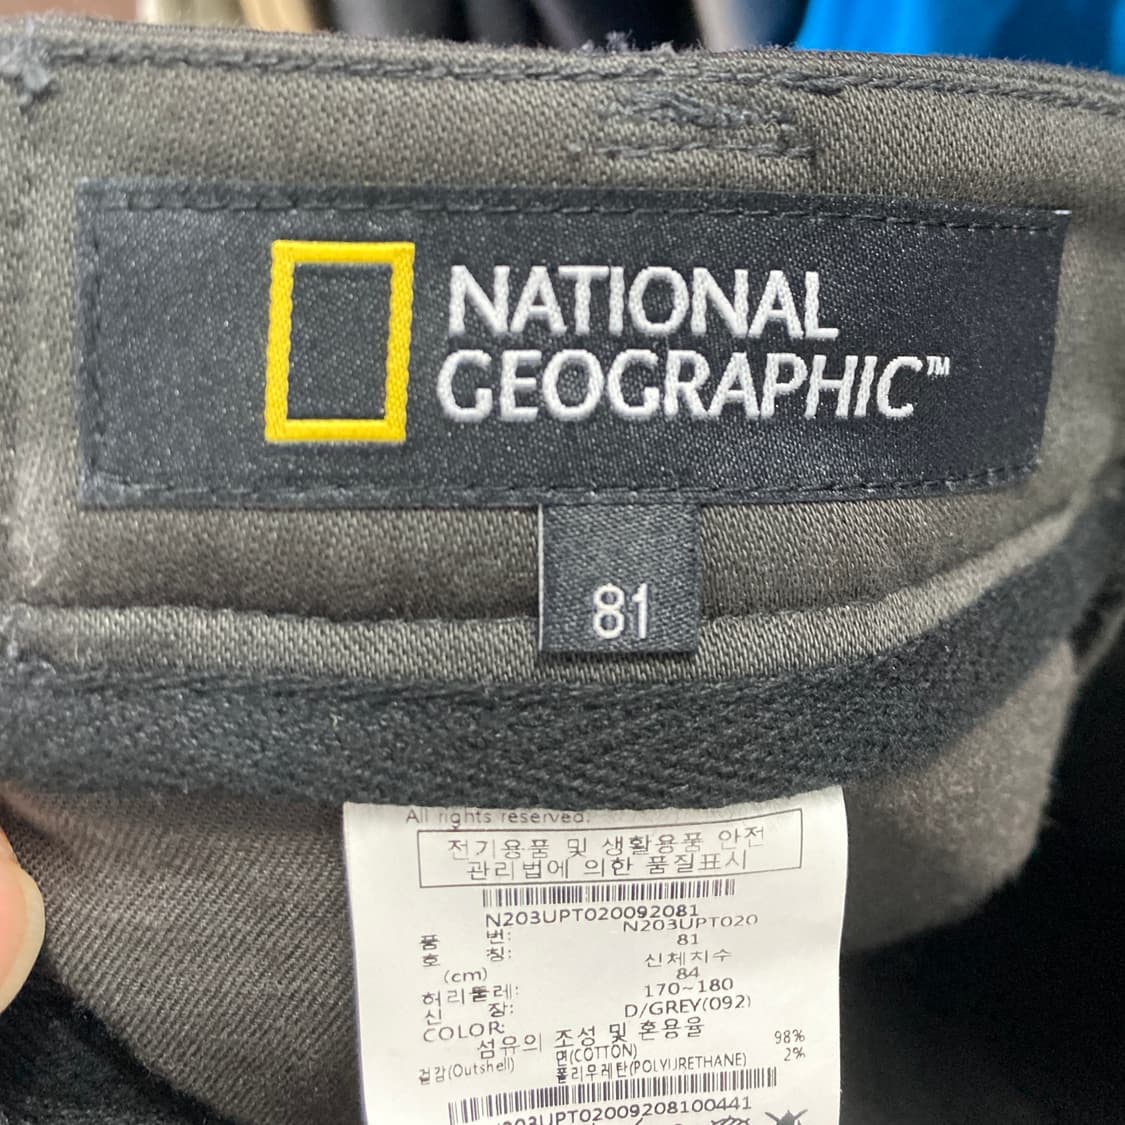 NATIONAL
GEOGRAPHIC™
81
All rights reserved.
전기용품 및 생활용품 안전
관리법에 의한 품질표시
N203UPT020092081
품 번: N203UPT020
호 칭: 81
(cm) 신체치수
허리둘레: 84
신 장: 170~180
COLOR: D/GREY(092)
섬유의 조성 및 혼용율
겉감(Outshell) 면(COTTON) 98%
폴리우레탄(POLYURETHANE) 2%
N203UPT02009208100441